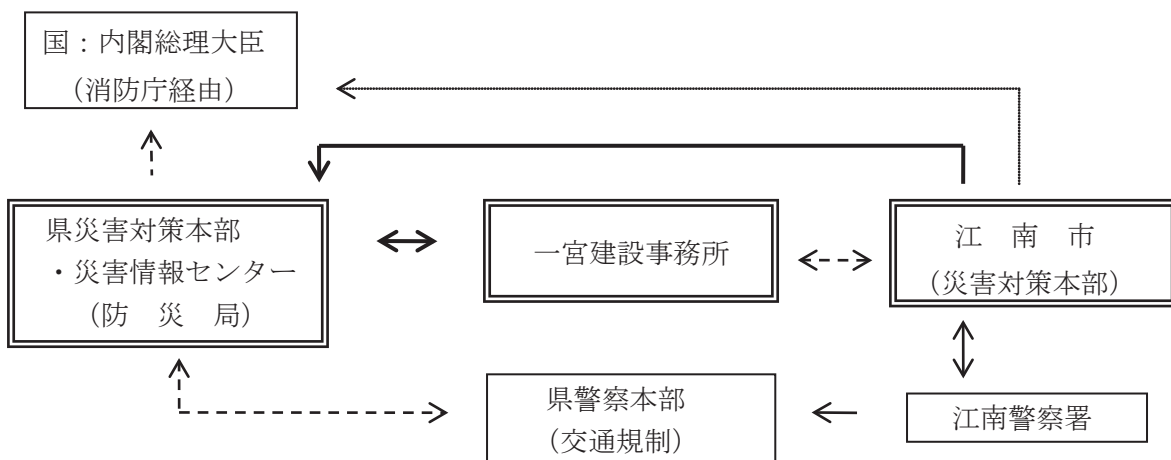 国：内閣総理大臣
（消防庁経由）
県災害対策本部
・災害情報センター
（防　災　局）
一宮建設事務所
江　南　市
（災害対策本部）
県警察本部
（交通規制）
江南警察署